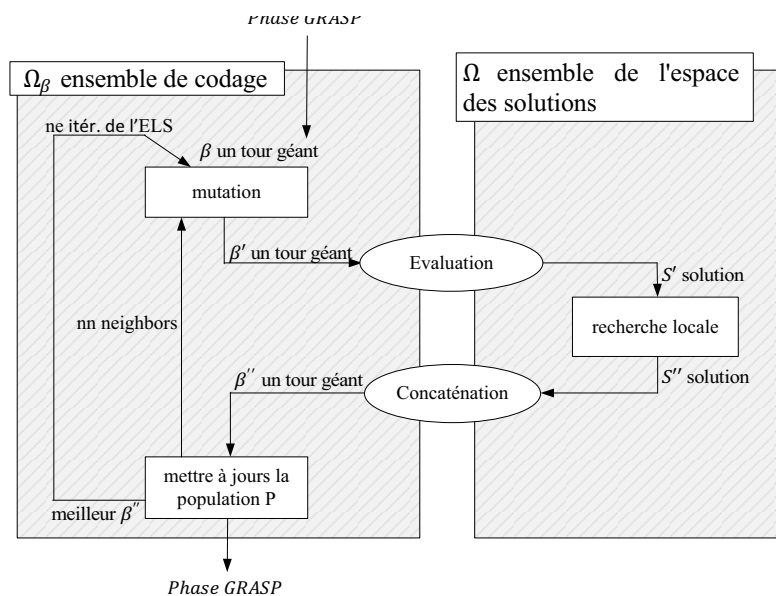 Phase GRASP
Ωβ ensemble de codage
Ω ensemble de l'espace
des solutions
ne itér. de l'ELS
β un tour géant
mutation
β′ un tour géant
Evaluation
S′ solution
nn neighbors
recherche locale
β′′ un tour géant
Concaténation
S′′ solution
mettre à jours la
population P
meilleur β″
Phase GRASP